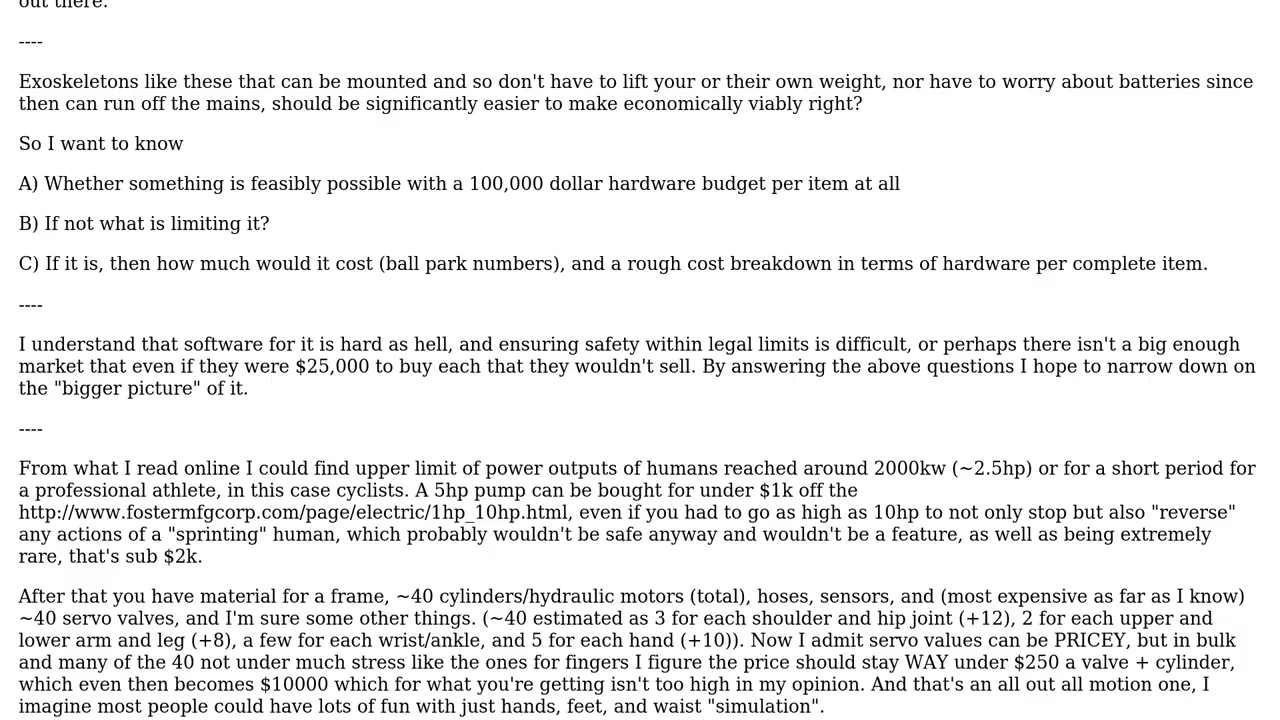 out there.
----
Exoskeletons like these that can be mounted and so don't have to lift your or their own weight, nor have to worry about batteries since
then can run off the mains, should be significantly easier to make economically viably right?
So I want to know
A) Whether something is feasibly possible with a 100,000 dollar hardware budget per item at all
B) If not what is limiting it?
C) If it is, then how much would it cost (ball park numbers), and a rough cost breakdown in terms of hardware per complete item.
----
I understand that software for it is hard as hell, and ensuring safety within legal limits is difficult, or perhaps there isn't a big enough
market that even if they were $25,000 to buy each that they wouldn't sell. By answering the above questions I hope to narrow down on
the "bigger picture" of it.
----
From what I read online I could find upper limit of power outputs of humans reached around 2000kw (~2.5hp) or for a short period for
a professional athlete, in this case cyclists. A 5hp pump can be bought for under $1k off the
http://www.fostermfgcorp.com/page/electric/1hp_10hp.html, even if you had to go as high as 10hp to not only stop but also "reverse"
any actions of a "sprinting" human, which probably wouldn't be safe anyway and wouldn't be a feature, as well as being extremely
rare, that's sub $2k.
After that you have material for a frame, ~40 cylinders/hydraulic motors (total), hoses, sensors, and (most expensive as far as I know)
~40 servo valves, and I'm sure some other things. (~40 estimated as 3 for each shoulder and hip joint (+12), 2 for each upper and
lower arm and leg (+8), a few for each wrist/ankle, and 5 for each hand (+10)). Now I admit servo values can be PRICEY, but in bulk
and many of the 40 not under much stress like the ones for fingers I figure the price should stay WAY under $250 a valve + cylinder,
which even then becomes $10000 which for what you're getting isn't too high in my opinion. And that's an all out all motion one, I
imagine most people could have lots of fun with just hands, feet, and waist "simulation".